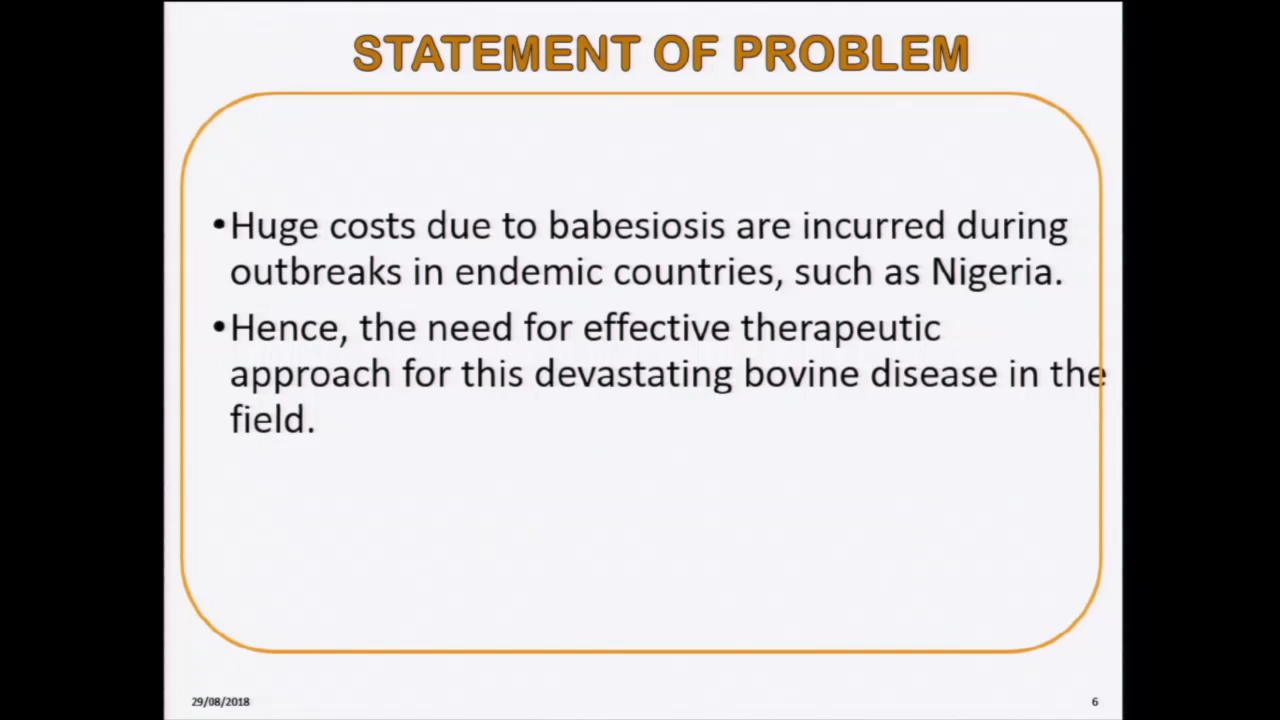 STATEMENT OF PROBLEM
•Huge costs due to babesiosis are incurred during
outbreaks in endemic countries, such as Nigeria.
•Hence, the need for effective therapeutic
approach for this devastating bovine disease in the
field.
29/08/2018
6